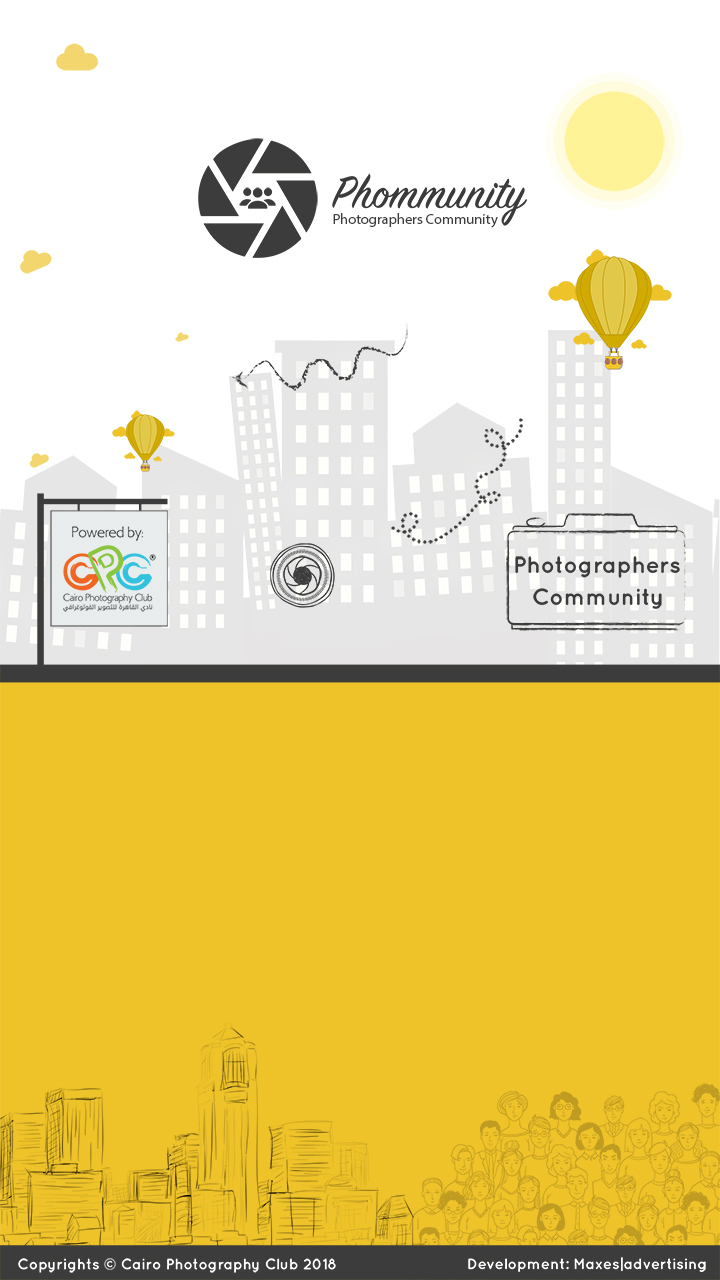 Phommunity
Photographers Community
Powered by:
CPC®
Cairo Photography Club
نادي القاهرة للتصوير الفوتوغرافي
Photographers
Community
Copyrights © Cairo Photography Club 2018
Development: Maxes|advertising